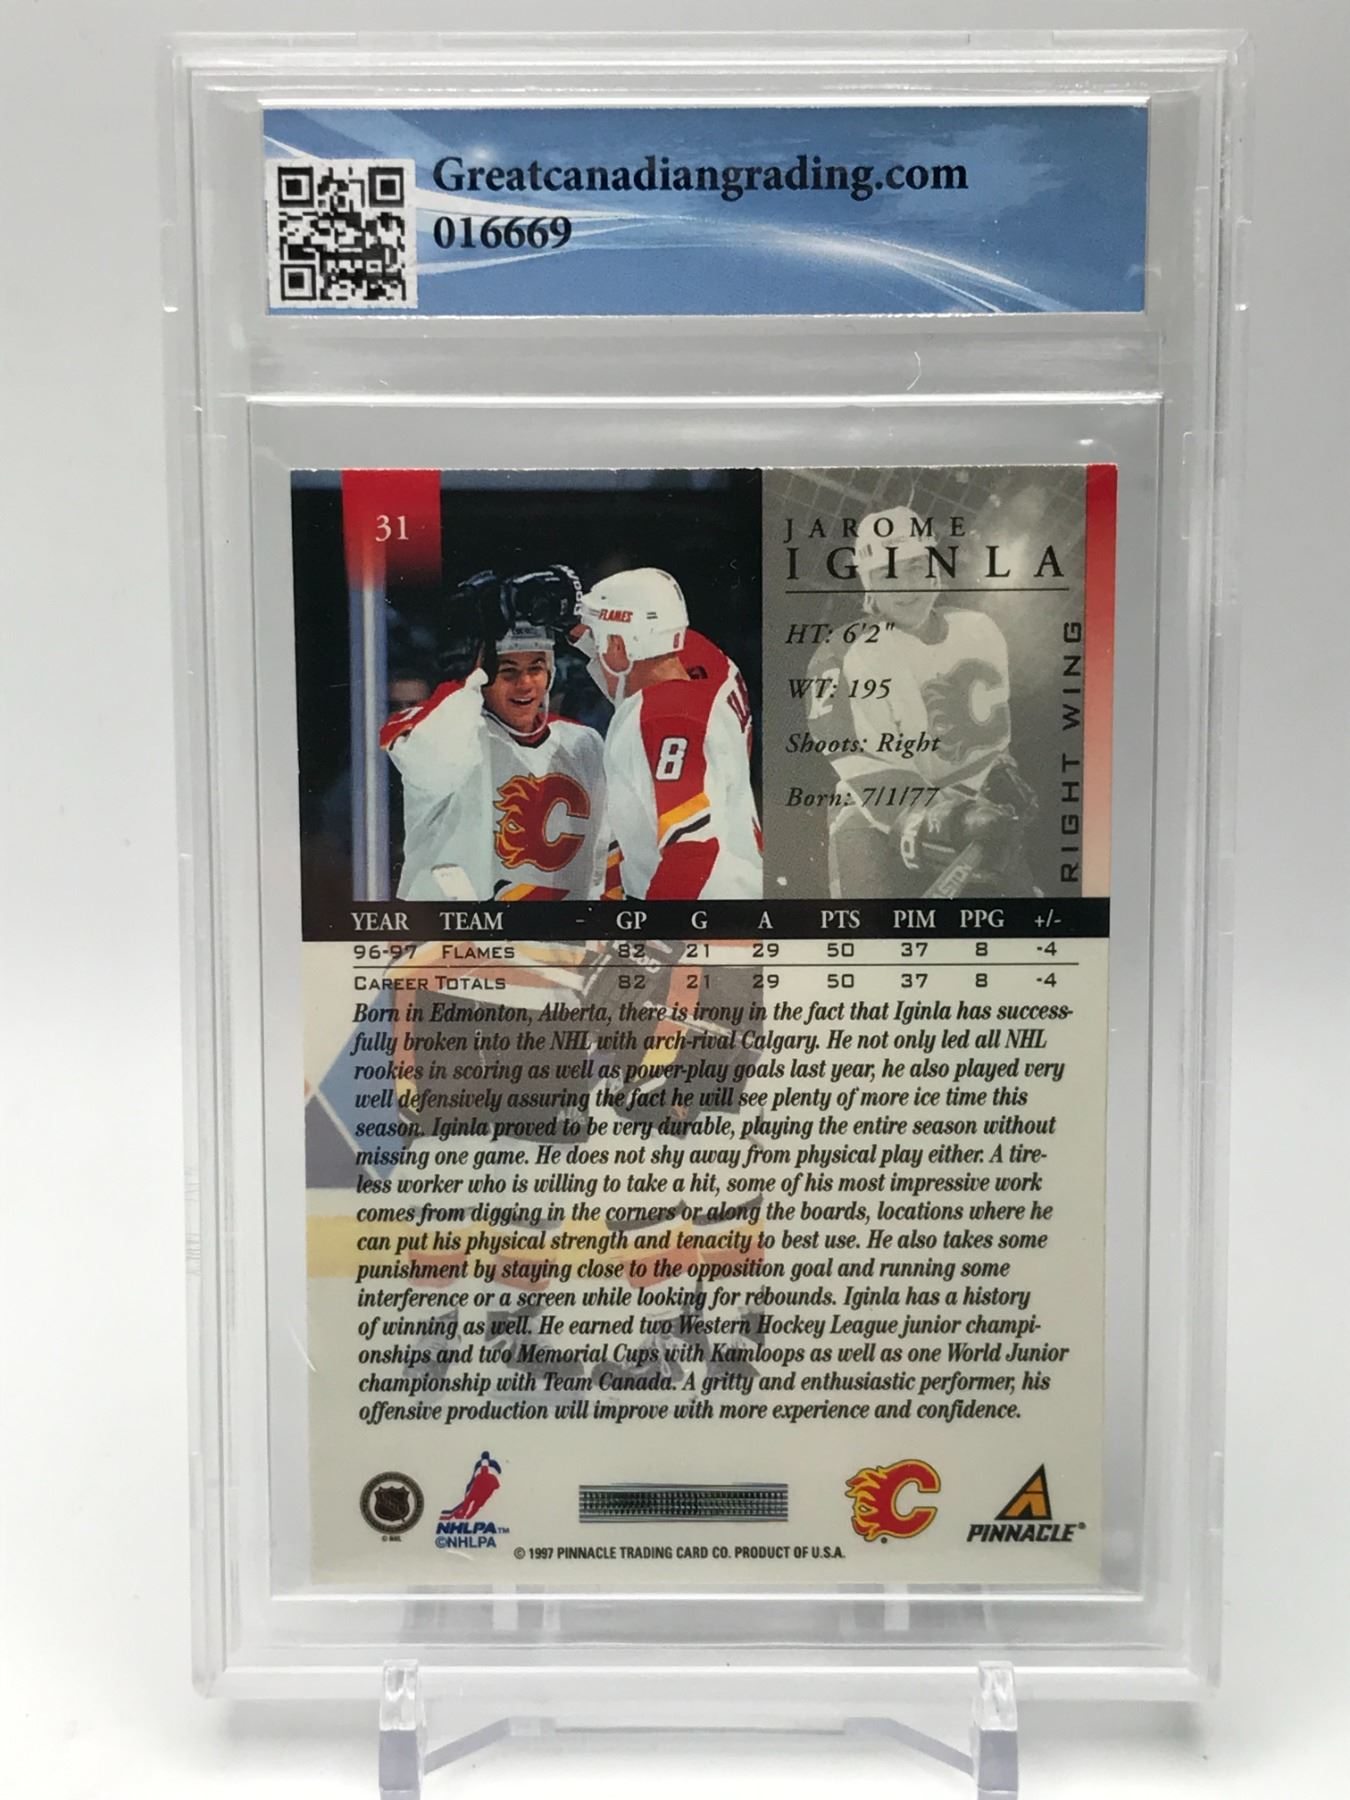 Greatcanadiangrading.com
016669
31
JAROME
IGINLA
HT: 6'2"
WT: 195
Shoots: Right
Born: 7/1/77
RIGHT WING
FLAMES
8
8
YEAR TEAM - GP G A PTS PIM PPG +/-
96-97 FLAMES 82 21 29 50 37 8 -4
CAREER TOTALS 82 21 29 50 37 8 -4
Born in Edmonton, Alberta, there is irony in the fact that Iginla has success-
fully broken into the NHL with arch-rival Calgary. He not only led all NHL
rookies in scoring as well as power-play goals last year, he also played very
well defensively assuring the fact he will see plenty of more ice time this
season. Iginla proved to be very durable, playing the entire season without
missing one game. He does not shy away from physical play either. A tire-
less worker who is willing to take a hit, some of his most impressive work
comes from digging in the corners or along the boards, locations where he
can put his physical strength and tenacity to best use. He also takes some
punishment by staying close to the opposition goal and running some
interference or a screen while looking for rebounds. Iginla has a history
of winning as well. He earned two Western Hockey League junior champi-
onships and two Memorial Cups with Kamloops as well as one World Junior
championship with Team Canada. A gritty and enthusiastic performer, his
offensive production will improve with more experience and confidence.
© NHL
NHLPA™
©NHLPA
C
PINNACLE®
© 1997 PINNACLE TRADING CARD CO. PRODUCT OF U.S.A.